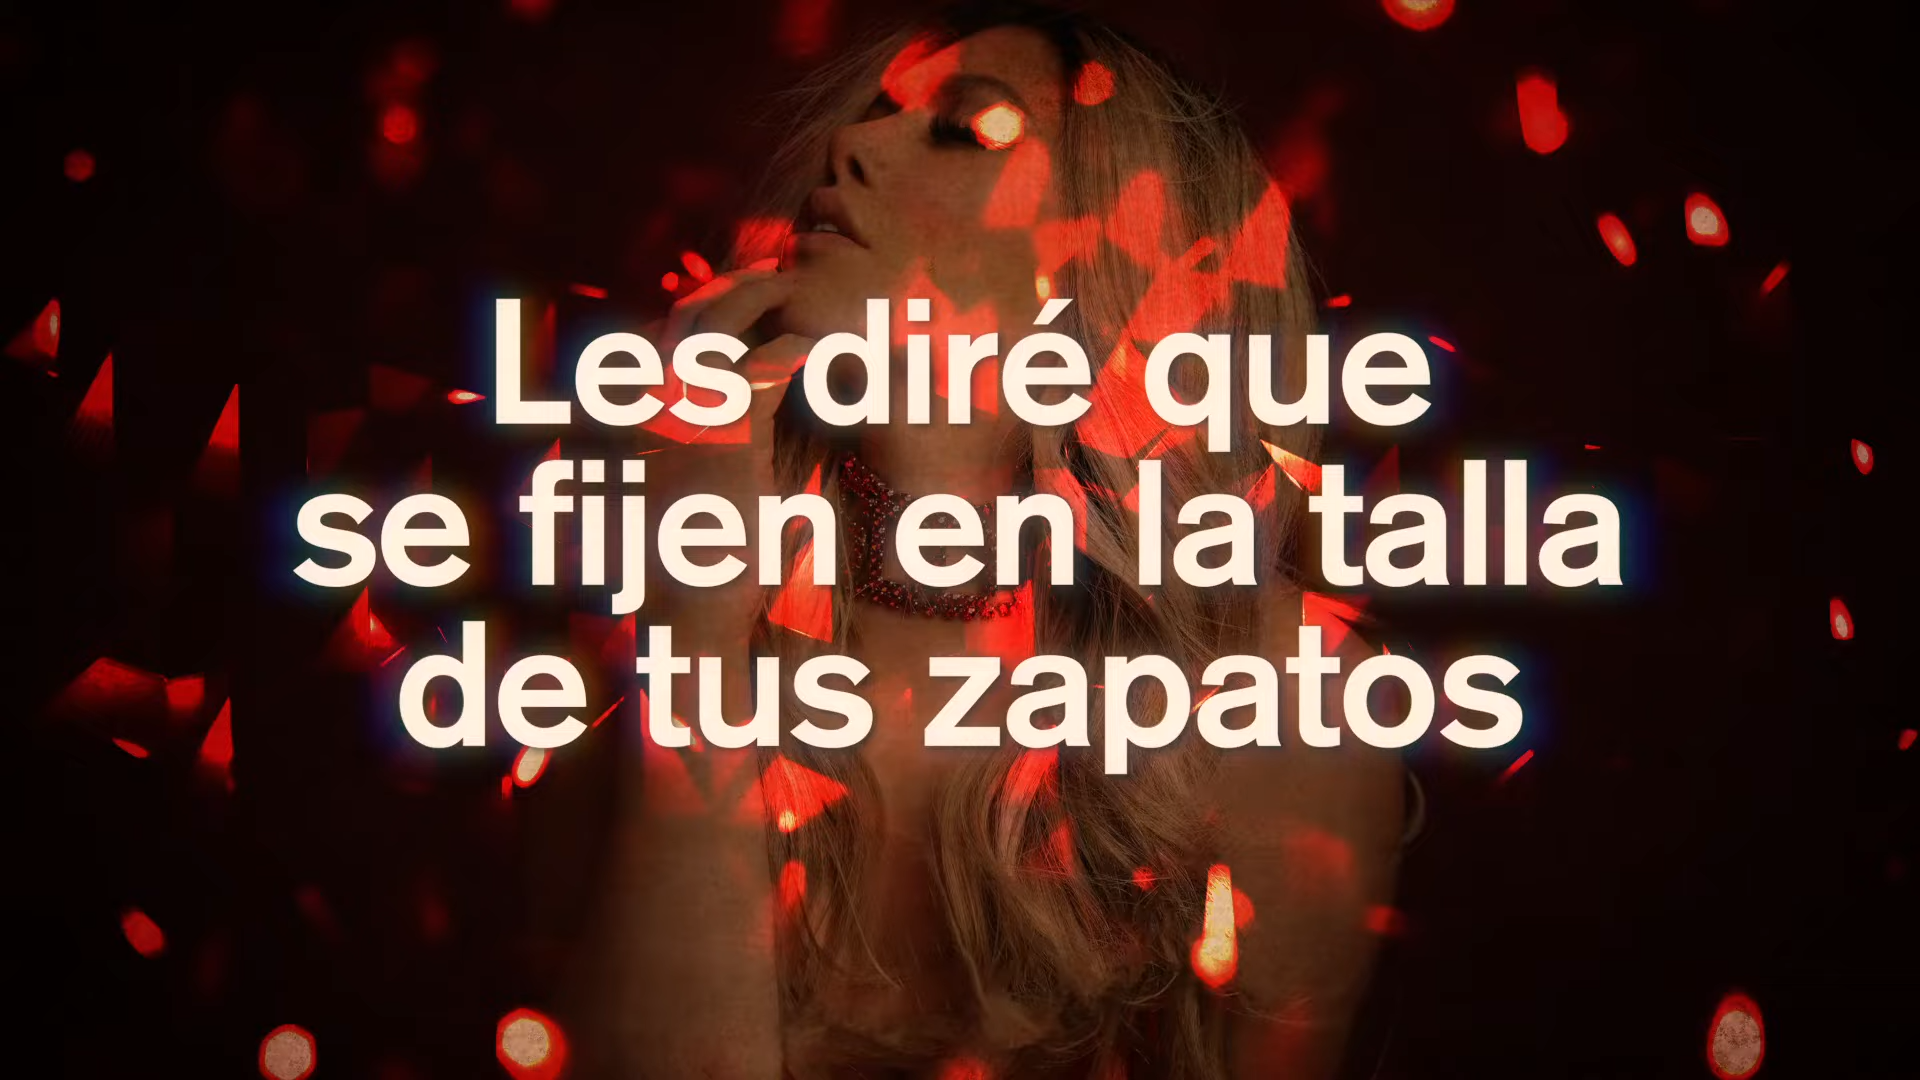 Les diré que
se fijen en la talla
de tus zapatos